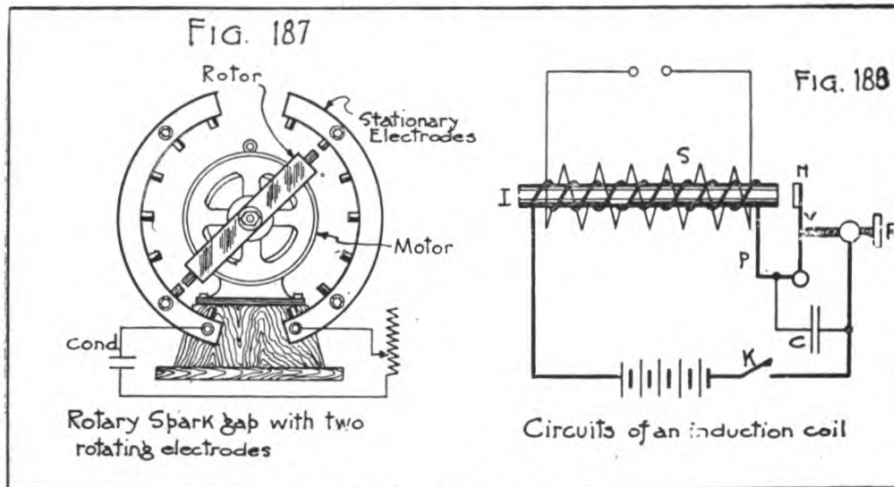 FIG. 187
Rotor
Stationary
Electrodes
Motor
Cond.
Rotary Spark gap with two
rotating electrodes
FIG. 188
S
I
H
V
P
C
K
Circuits of an induction coil